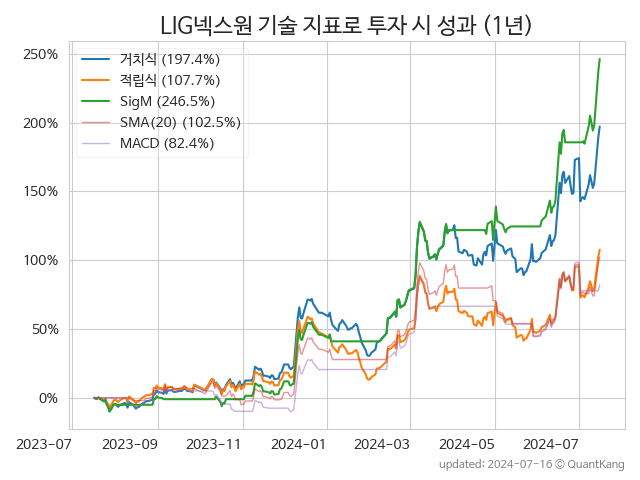 LIG넥스원 기술 지표로 투자 시 성과 (1년)
250%
200%
150%
100%
50%
0%
거치식 (197.4%)
적립식 (107.7%)
SigM (246.5%)
SMA(20) (102.5%)
MACD (82.4%)
2023-07
2023-09
2023-11
2024-01
2024-03
2024-05
2024-07
updated: 2024-07-16 © QuantKang